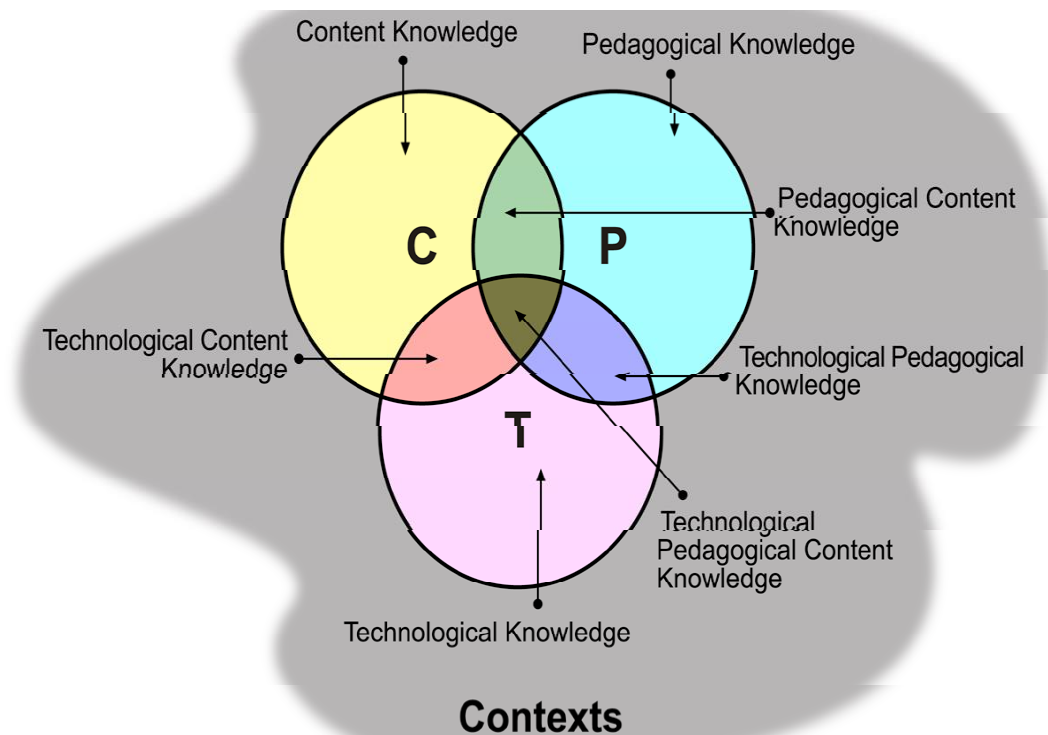 Content Knowledge
Pedagogical Knowledge
Pedagogical Content
Knowledge
C
P
Technological Content
Knowledge
Technological Pedagogical
Knowledge
T
Technological
Pedagogical Content
Knowledge
Technological Knowledge
Contexts